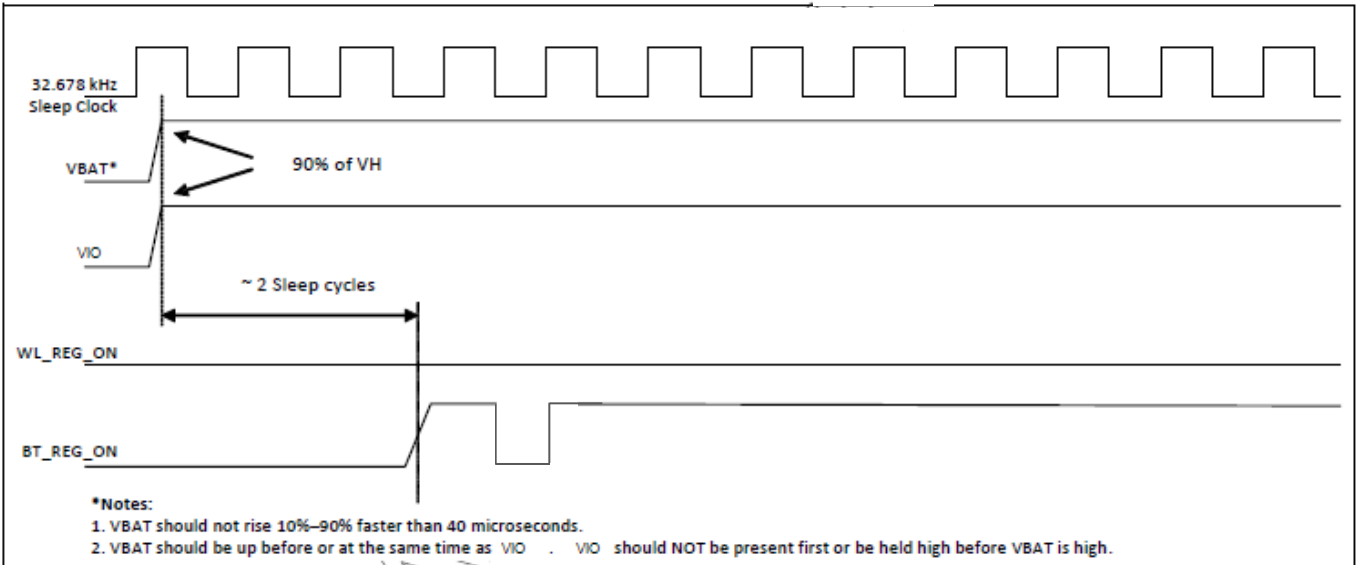 32.678 kHz
Sleep Clock
VBAT*
90% of VH
VIO
~ 2 Sleep cycles
WL_REG_ON
BT_REG_ON
*Notes:
1. VBAT should not rise 10%–90% faster than 40 microseconds.
2. VBAT should be up before or at the same time as VIO . VIO should NOT be present first or be held high before VBAT is high.